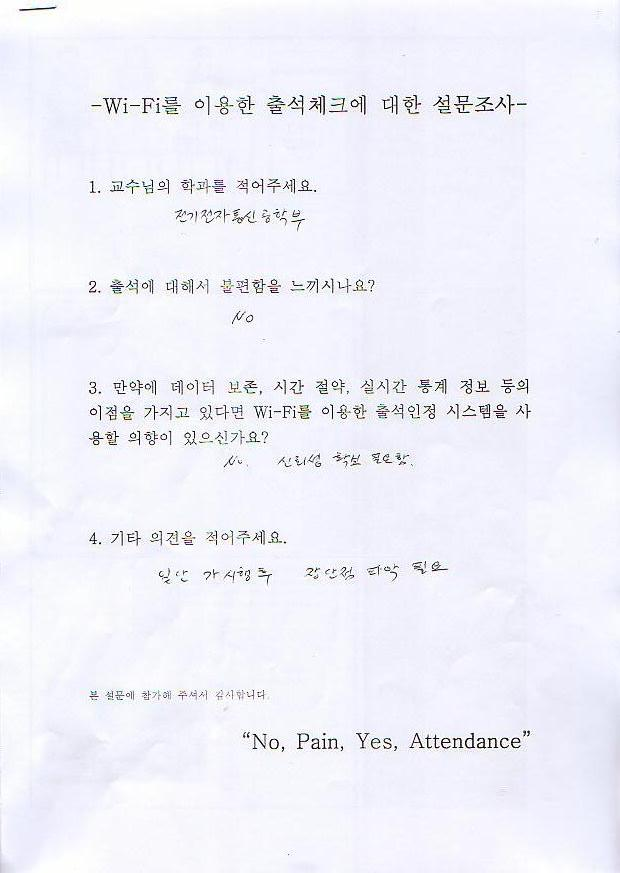 -Wi-Fi를 이용한 출석체크에 대한 설문조사-
1. 교수님의 학과를 적어주세요.
전기전자통신공학부
2. 출석에 대해서 불편함을 느끼시나요?
No
3. 만약에 데이터 보존, 시간 절약, 실시간 통계 정보 등의
이점을 가지고 있다면 Wi-Fi를 이용한 출석인정 시스템을 사
용할 의향이 있으신가요?
No. 신뢰성 확보 필요함.
4. 기타 의견을 적어주세요.
일단 가시행 후 장단점 파악 필요
본 설문에 참가해 주셔서 감사합니다.
“No, Pain, Yes, Attendance”